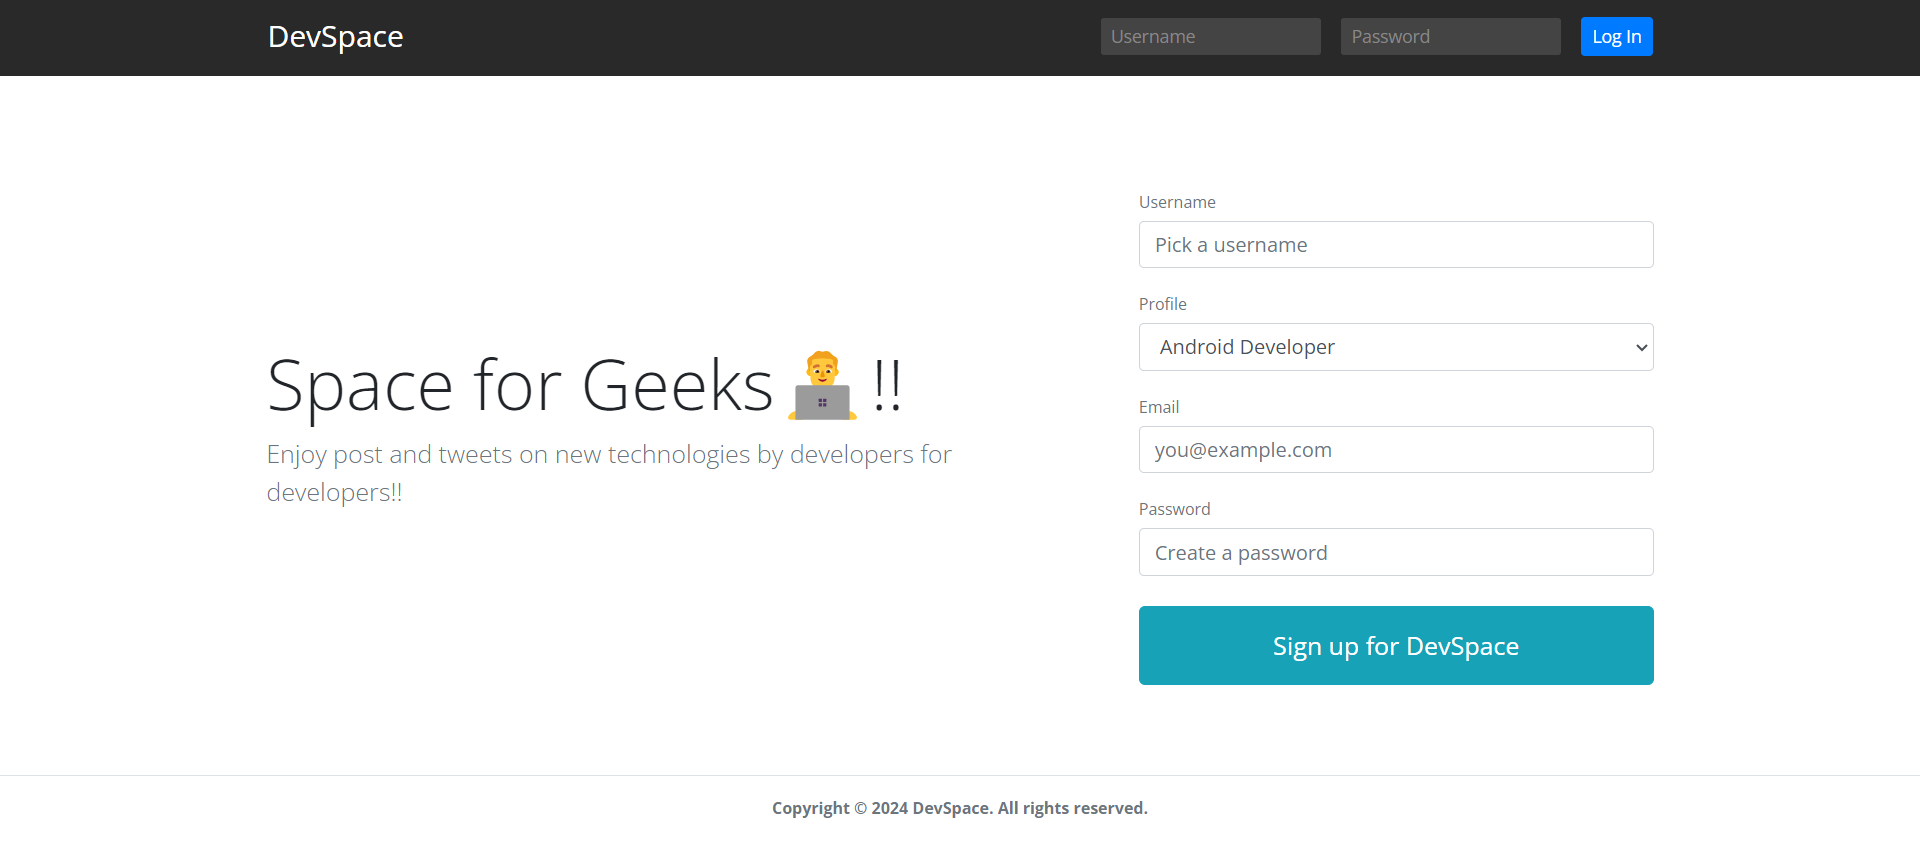 DevSpace
Username
Password
Log In
Space for Geeks 👨‍💻 !!
Enjoy post and tweets on new technologies by developers for
developers!!
Username
Pick a username
Profile
Android Developer
Email
you@example.com
Password
Create a password
Sign up for DevSpace
Copyright © 2024 DevSpace. All rights reserved.